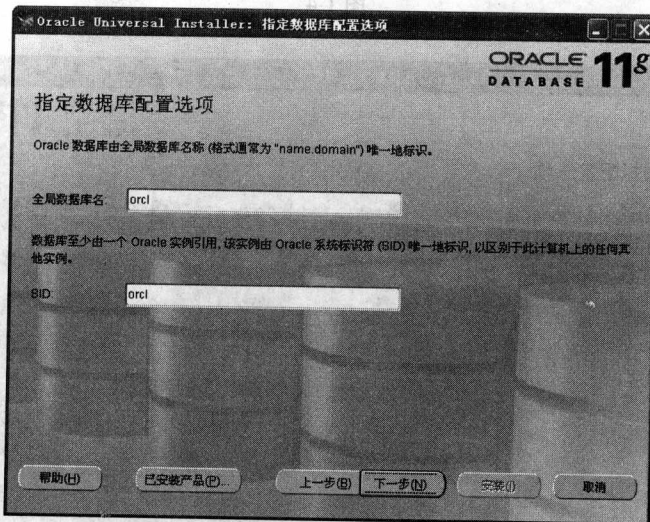 Oracle Universal Installer: 指定数据库配置选项
ORACLE
DATABASE 11g
指定数据库配置选项
Oracle 数据库由全局数据库名称 (格式通常为 "name.domain") 唯一地标识。
全局数据库名 orcl
数据库至少由一个 Oracle 实例引用, 该实例由 Oracle 系统标识符 (SID) 唯一地标识, 以区别于此计算机上的任何其
他实例。
SID: orcl
帮助(H) 已安装产品(P)... 上一步(B) 下一步(N) 安装(I) 取消